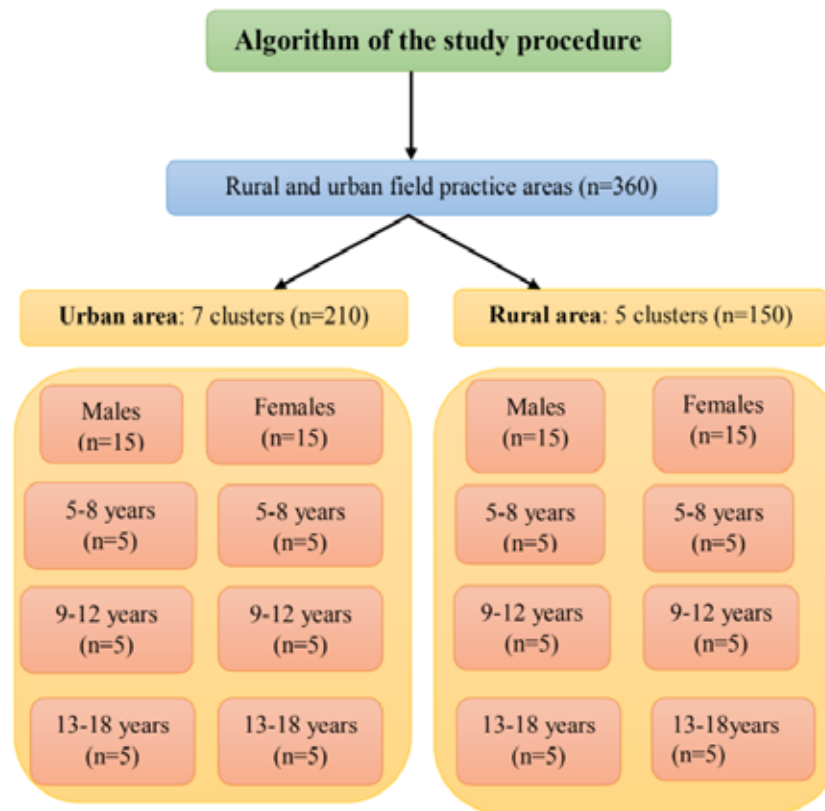 Algorithm of the study procedure
Rural and urban field practice areas (n=360)
Urban area: 7 clusters (n=210)
Rural area: 5 clusters (n=150)
Males
(n=15)
Females
(n=15)
5-8 years
(n=5)
5-8 years
(n=5)
9-12 years
(n=5)
9-12 years
(n=5)
13-18 years
(n=5)
13-18 years
(n=5)
Males
(n=15)
Females
(n=15)
5-8 years
(n=5)
5-8 years
(n=5)
9-12 years
(n=5)
9-12 years
(n=5)
13-18 years
(n=5)
13-18years
(n=5)